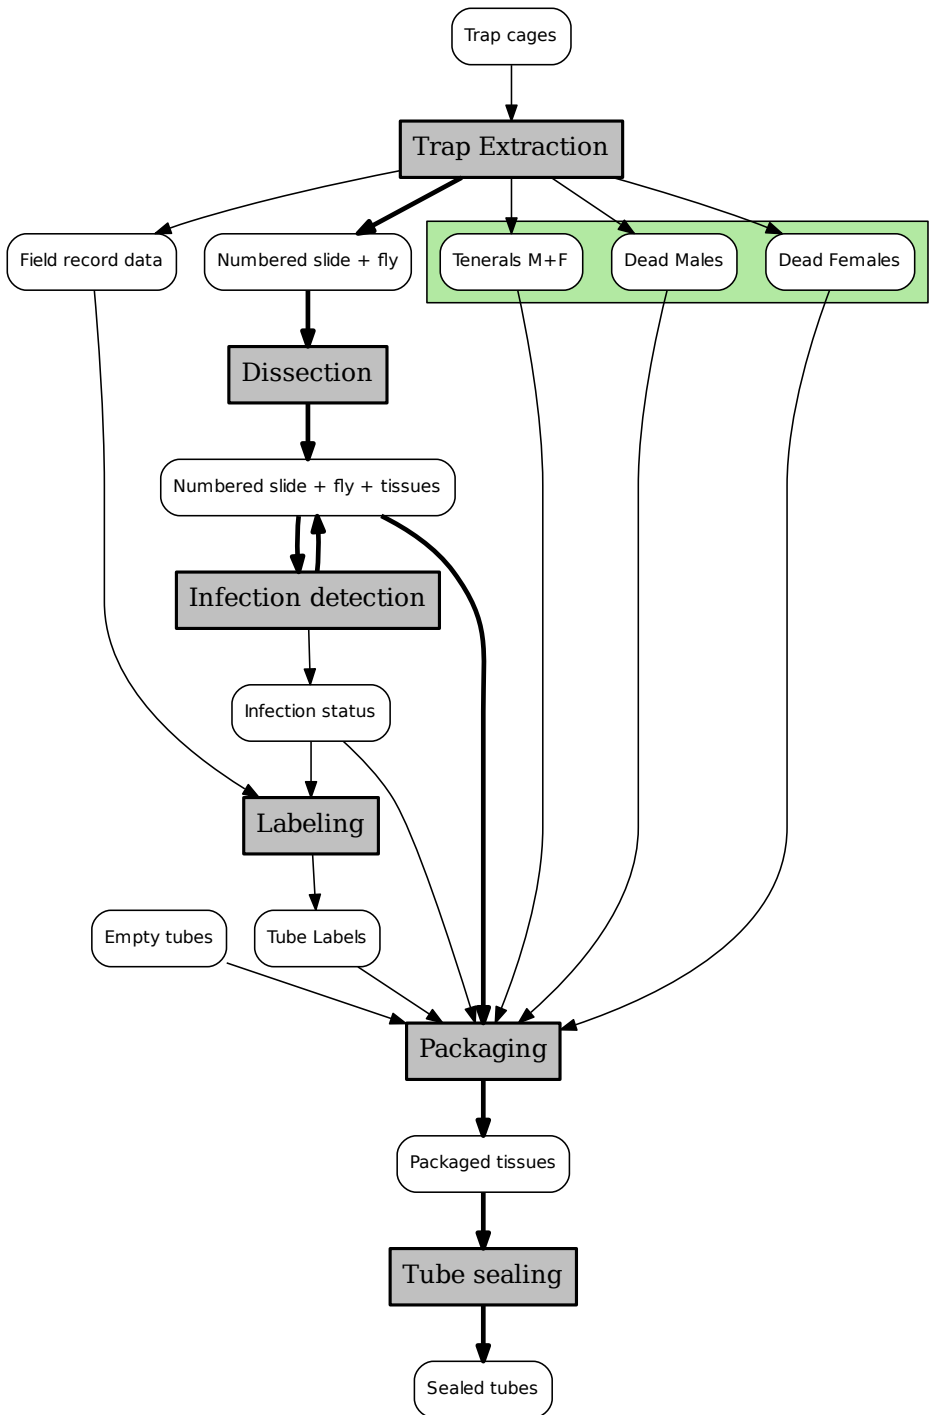 Trap cages
Trap Extraction
Field record data
Numbered slide + fly
Tenerals M+F
Dead Males
Dead Females
Dissection
Numbered slide + fly + tissues
Infection detection
Infection status
Labeling
Empty tubes
Tube Labels
Packaging
Packaged tissues
Tube sealing
Sealed tubes